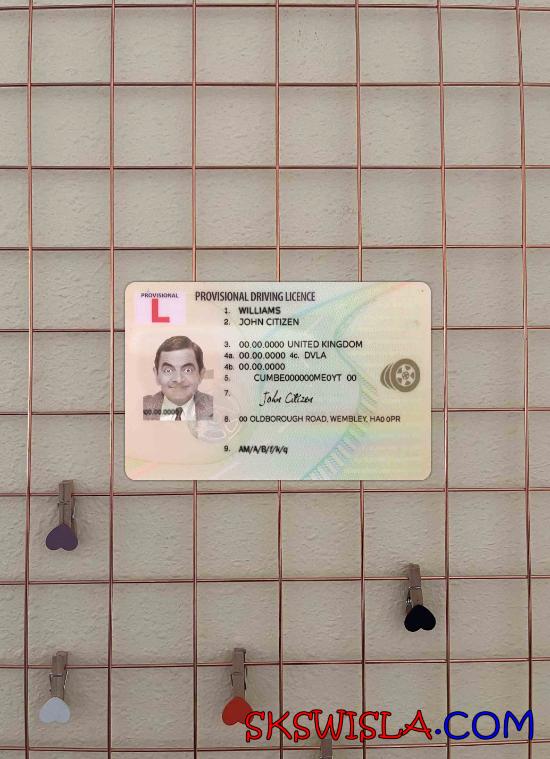 PROVISIONAL
L
PROVISIONAL DRIVING LICENCE
1. WILLIAMS
2. JOHN CITIZEN
3. 00.00.0000 UNITED KINGDOM
4a. 00.00.0000 4c. DVLA
4b. 00.00.0000
5. CUMBE000000ME0YT 00
7. John Citizen
00.00.0000
8. 00 OLDBOROUGH ROAD, WEMBLEY, HA0 0PR
9. AM/A/B/f/k/q
SKSWISLA.COM